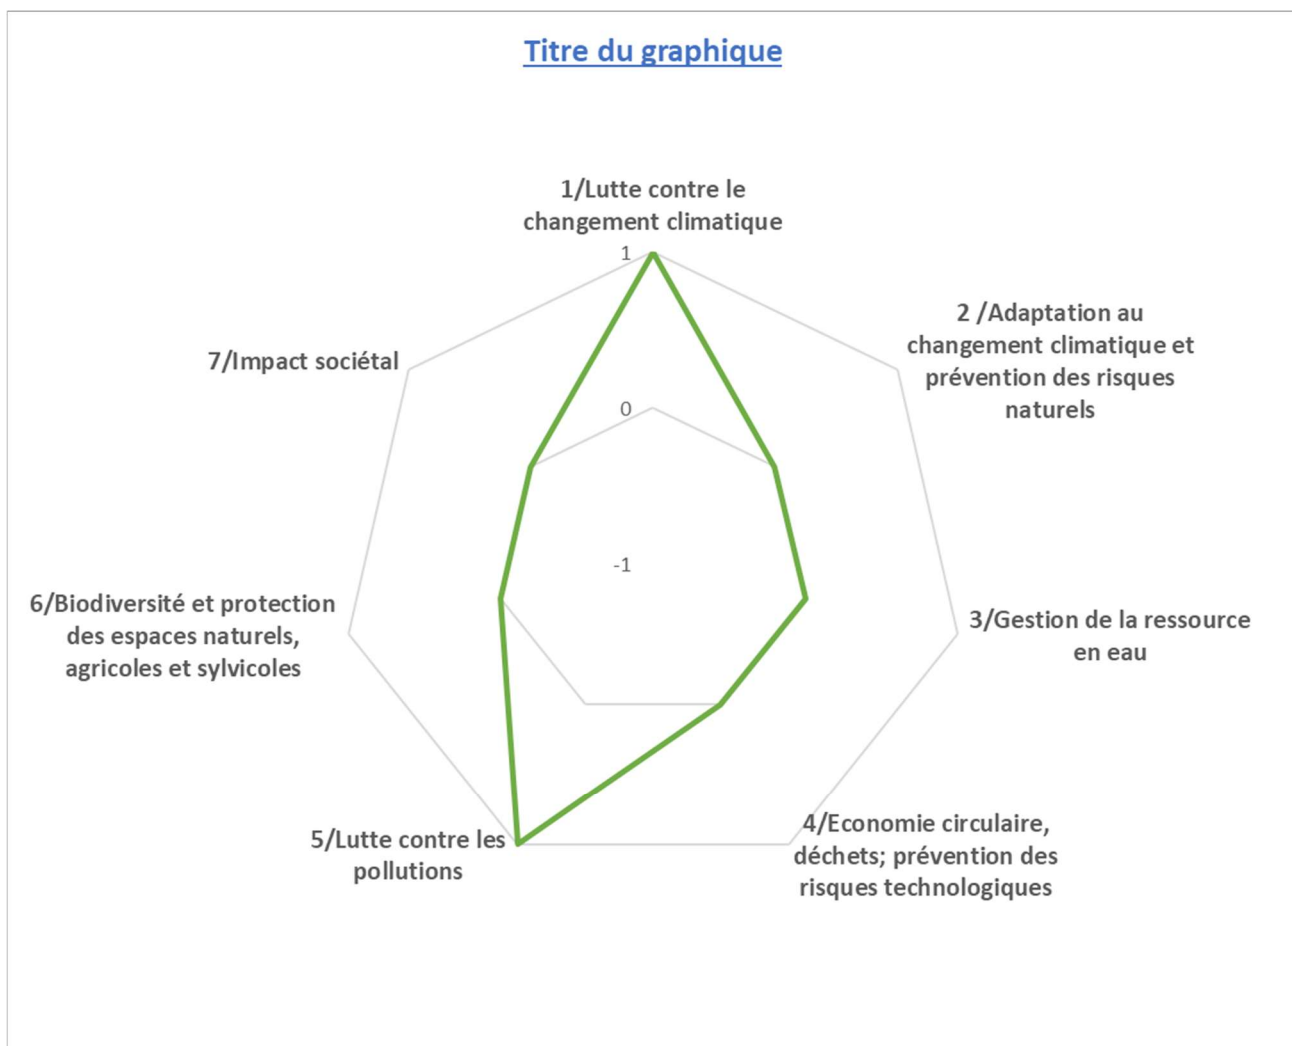 Titre du graphique
1/Lutte contre le
changement climatique
1
2 /Adaptation au
changement climatique et
prévention des risques
naturels
7/Impact sociétal
0
-1
6/Biodiversité et protection
des espaces naturels,
agricoles et sylvicoles
3/Gestion de la ressource
en eau
4/Economie circulaire,
déchets; prévention des
risques technologiques
5/Lutte contre les
pollutions